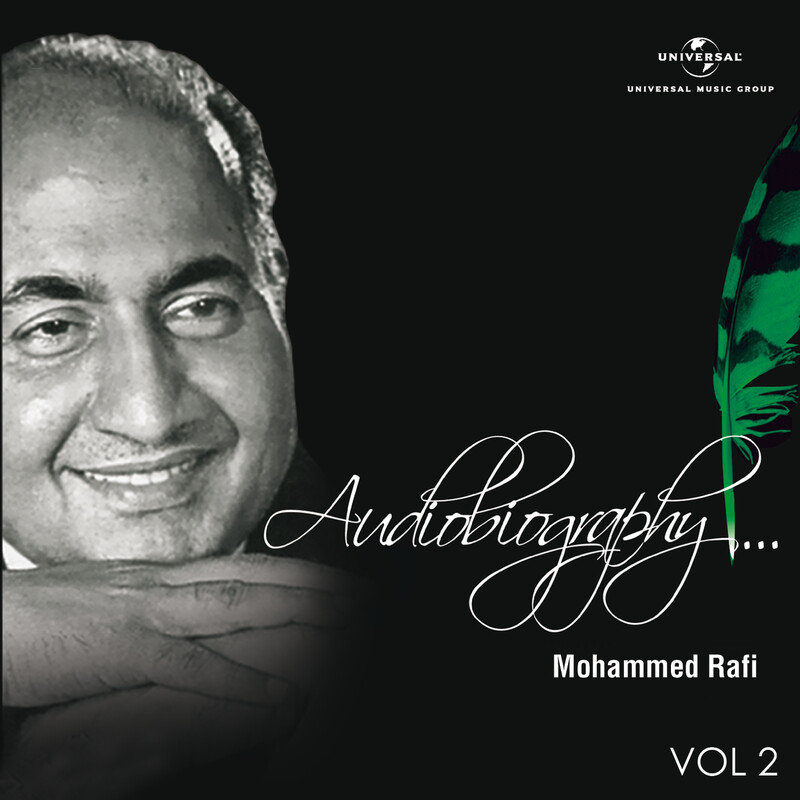 UNIVERSAL
UNIVERSAL MUSIC GROUP
Audiobiography...
Mohammed Rafi
VOL 2